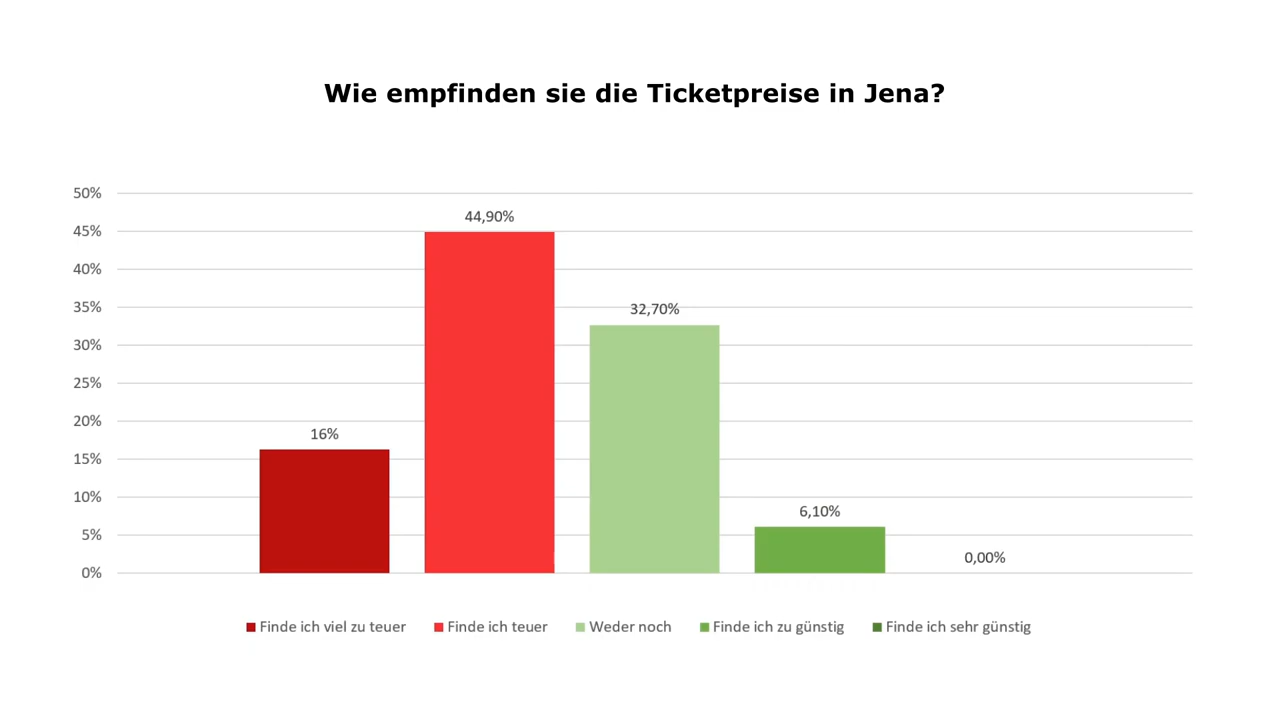 Wie empfinden sie die Ticketpreise in Jena?
50%
45%
40%
35%
30%
25%
20%
15%
10%
5%
0%
16%
44,90%
32,70%
6,10%
0,00%
Finde ich viel zu teuer
Finde ich teuer
Weder noch
Finde ich zu günstig
Finde ich sehr günstig